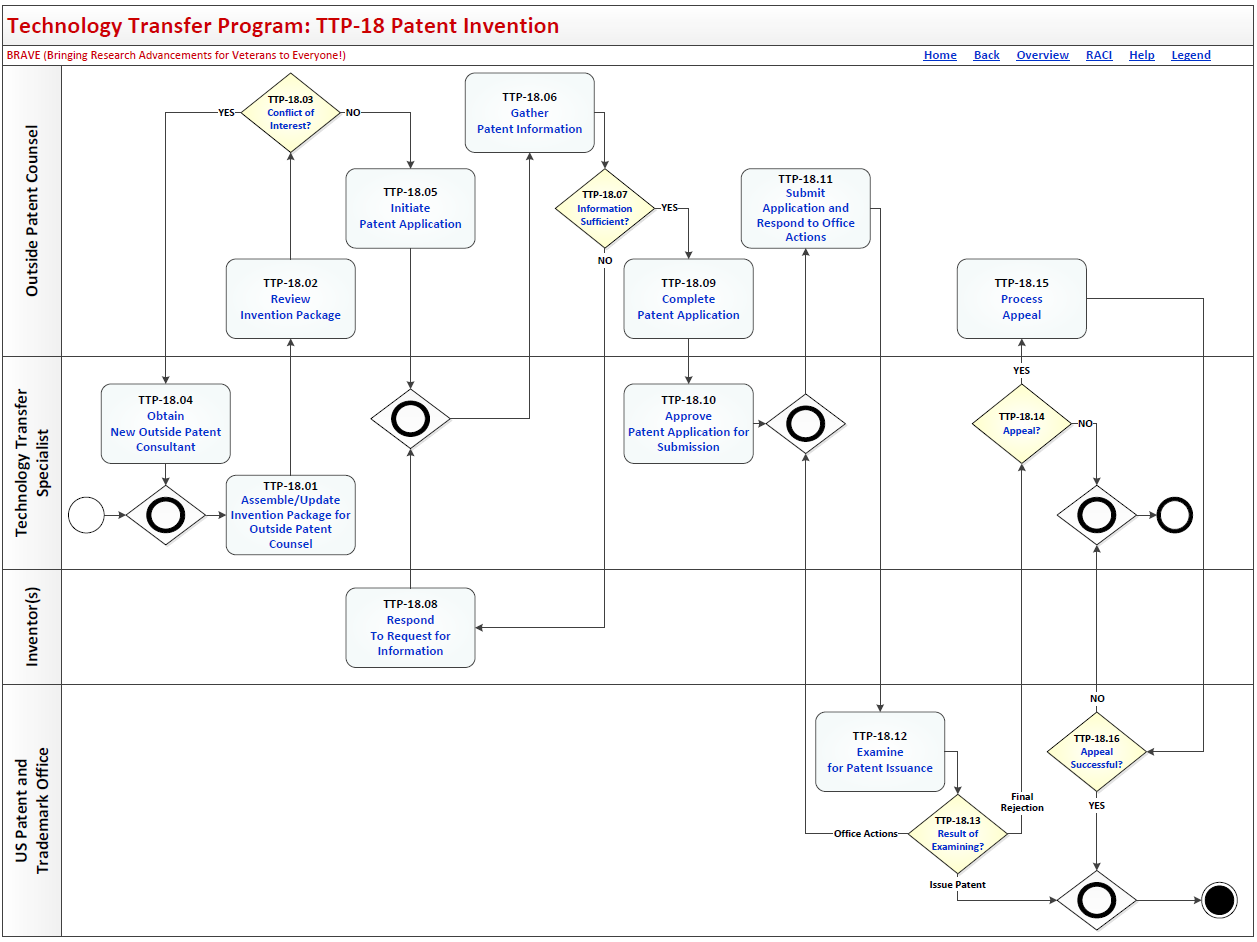 Technology Transfer Program: TTP-18 Patent Invention
BRAVE (Bringing Research Advancements for Veterans to Everyone!)
Home Back Overview RACI Help Legend
Outside Patent Counsel
TTP-18.03
Conflict of
Interest?
YES
NO
TTP-18.05
Initiate
Patent Application
TTP-18.02
Review
Invention Package
TTP-18.06
Gather
Patent Information
TTP-18.07
Information
Sufficient?
YES
NO
TTP-18.09
Complete
Patent Application
TTP-18.11
Submit
Application and
Respond to Office
Actions
TTP-18.15
Process
Appeal
Technology Transfer
Specialist
TTP-18.04
Obtain
New Outside Patent
Consultant
TTP-18.01
Assemble/Update
Invention Package for
Outside Patent
Counsel
TTP-18.10
Approve
Patent Application for
Submission
YES
TTP-18.14
Appeal?
NO
Inventor(s)
TTP-18.08
Respond
To Request for
Information
US Patent and
Trademark Office
TTP-18.12
Examine
for Patent Issuance
TTP-18.13
Result of
Examining?
Office Actions
Final
Rejection
Issue Patent
NO
TTP-18.16
Appeal
Successful?
YES